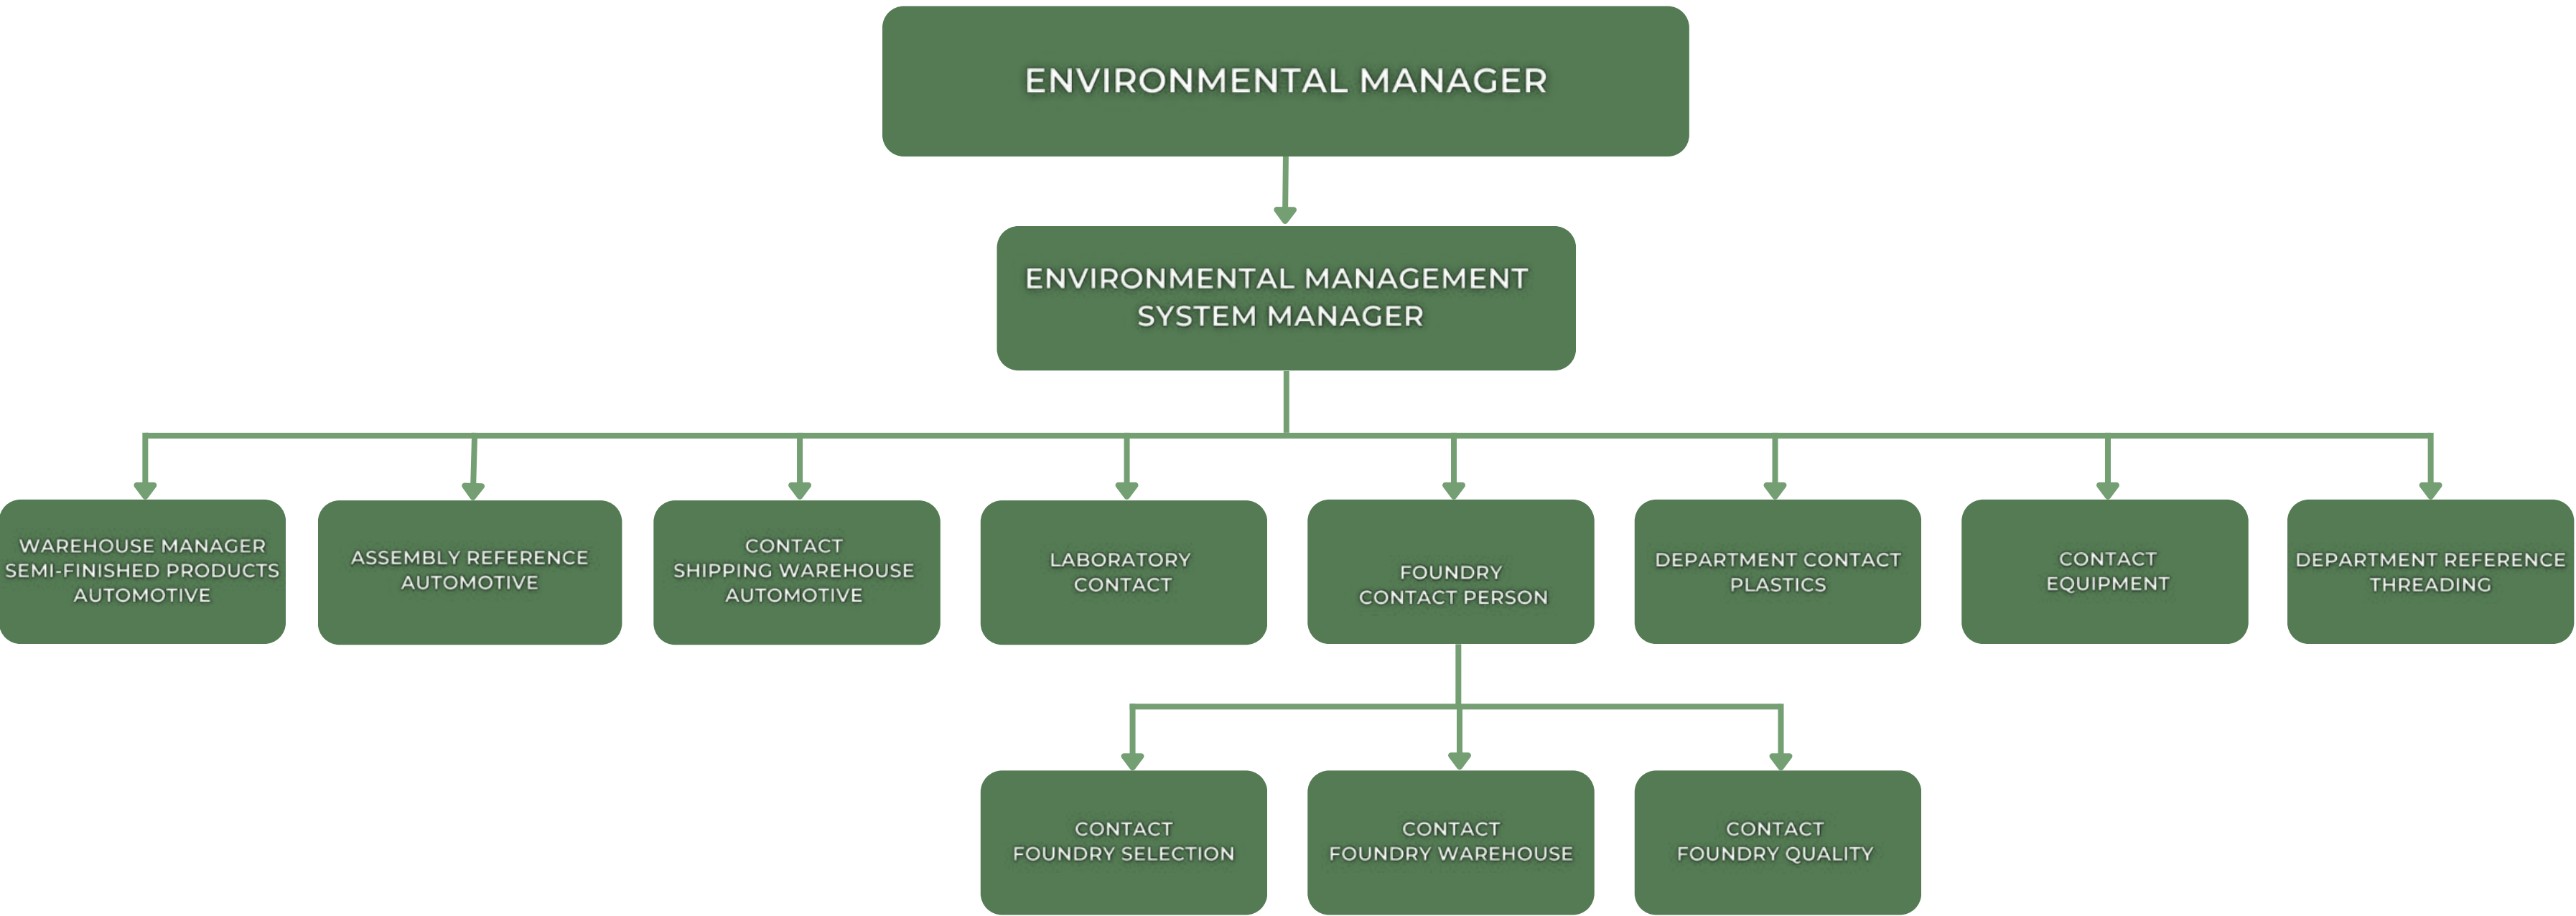 ENVIRONMENTAL MANAGER
ENVIRONMENTAL MANAGEMENT
SYSTEM MANAGER
WAREHOUSE MANAGER
SEMI-FINISHED PRODUCTS
AUTOMOTIVE
ASSEMBLY REFERENCE
AUTOMOTIVE
CONTACT
SHIPPING WAREHOUSE
AUTOMOTIVE
LABORATORY
CONTACT
FOUNDRY
CONTACT PERSON
DEPARTMENT CONTACT
PLASTICS
CONTACT
EQUIPMENT
DEPARTMENT REFERENCE
THREADING
CONTACT
FOUNDRY SELECTION
CONTACT
FOUNDRY WAREHOUSE
CONTACT
FOUNDRY QUALITY